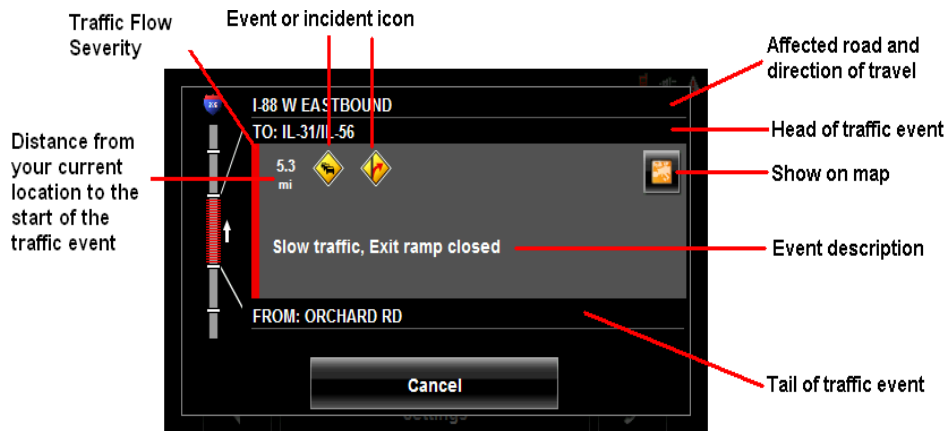 Traffic Flow
Severity
Event or incident icon
Affected road and
direction of travel
I-88 W EASTBOUND
TO: IL-31/IL-56
Head of traffic event
Distance from
your current
location to the
start of the
traffic event
5.3
mi
Show on map
Slow traffic, Exit ramp closed
Event description
FROM: ORCHARD RD
Cancel
Tail of traffic event
Settings